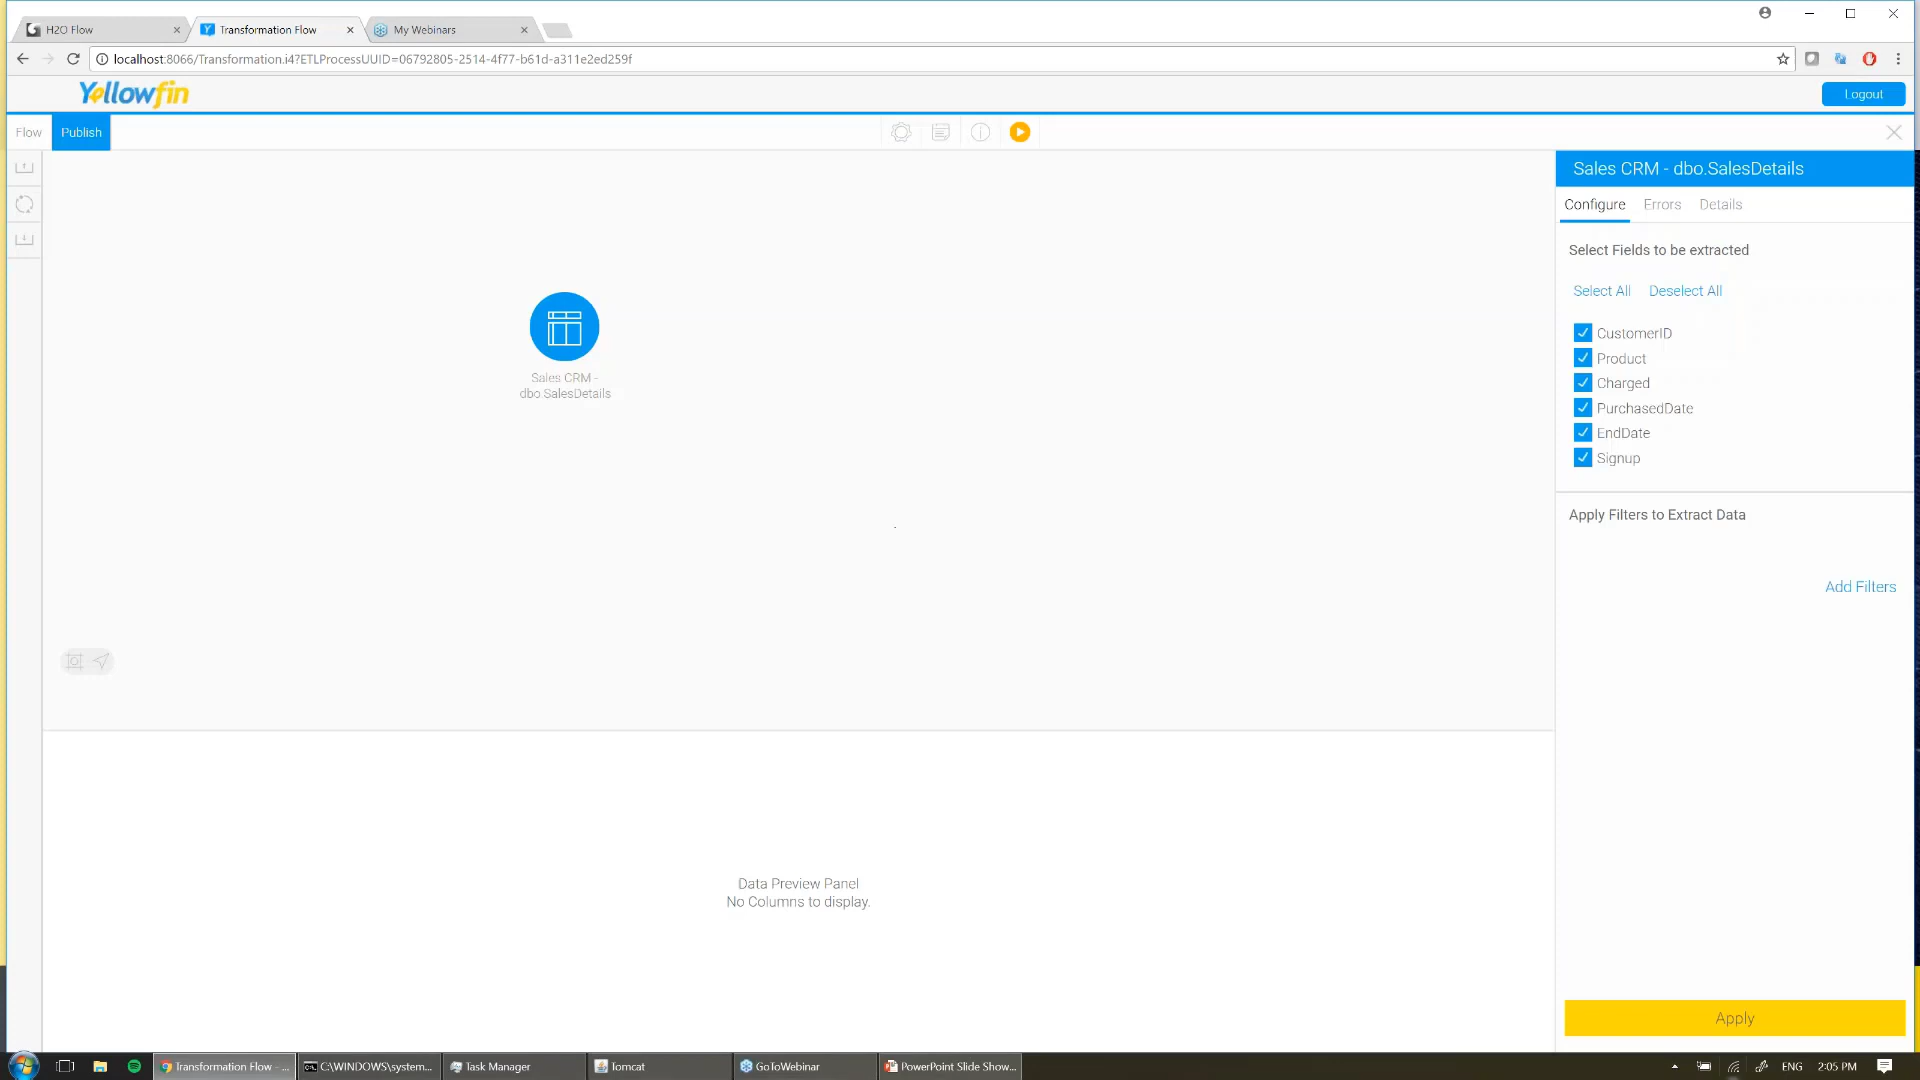 H2O Flow
Transformation Flow
My Webinars
localhost:8066/Transformation.i4?ETLProcessUUID=06792805-2514-4f77-b61d-a311e2ed259f
Yellowfin
Logout
Flow
Publish
Sales CRM - dbo.SalesDetails
Configure
Errors
Details
Select Fields to be extracted
Select All
Deselect All
CustomerID
Product
Charged
PurchasedDate
EndDate
Signup
Sales CRM -
dbo.SalesDetails
Apply Filters to Extract Data
Add Filters
Data Preview Panel
No Columns to display.
Apply
Transformation Flow - ...
C:\WINDOWS\system...
Task Manager
Tomcat
GoToWebinar
PowerPoint Slide Show...
ENG
2:05 PM